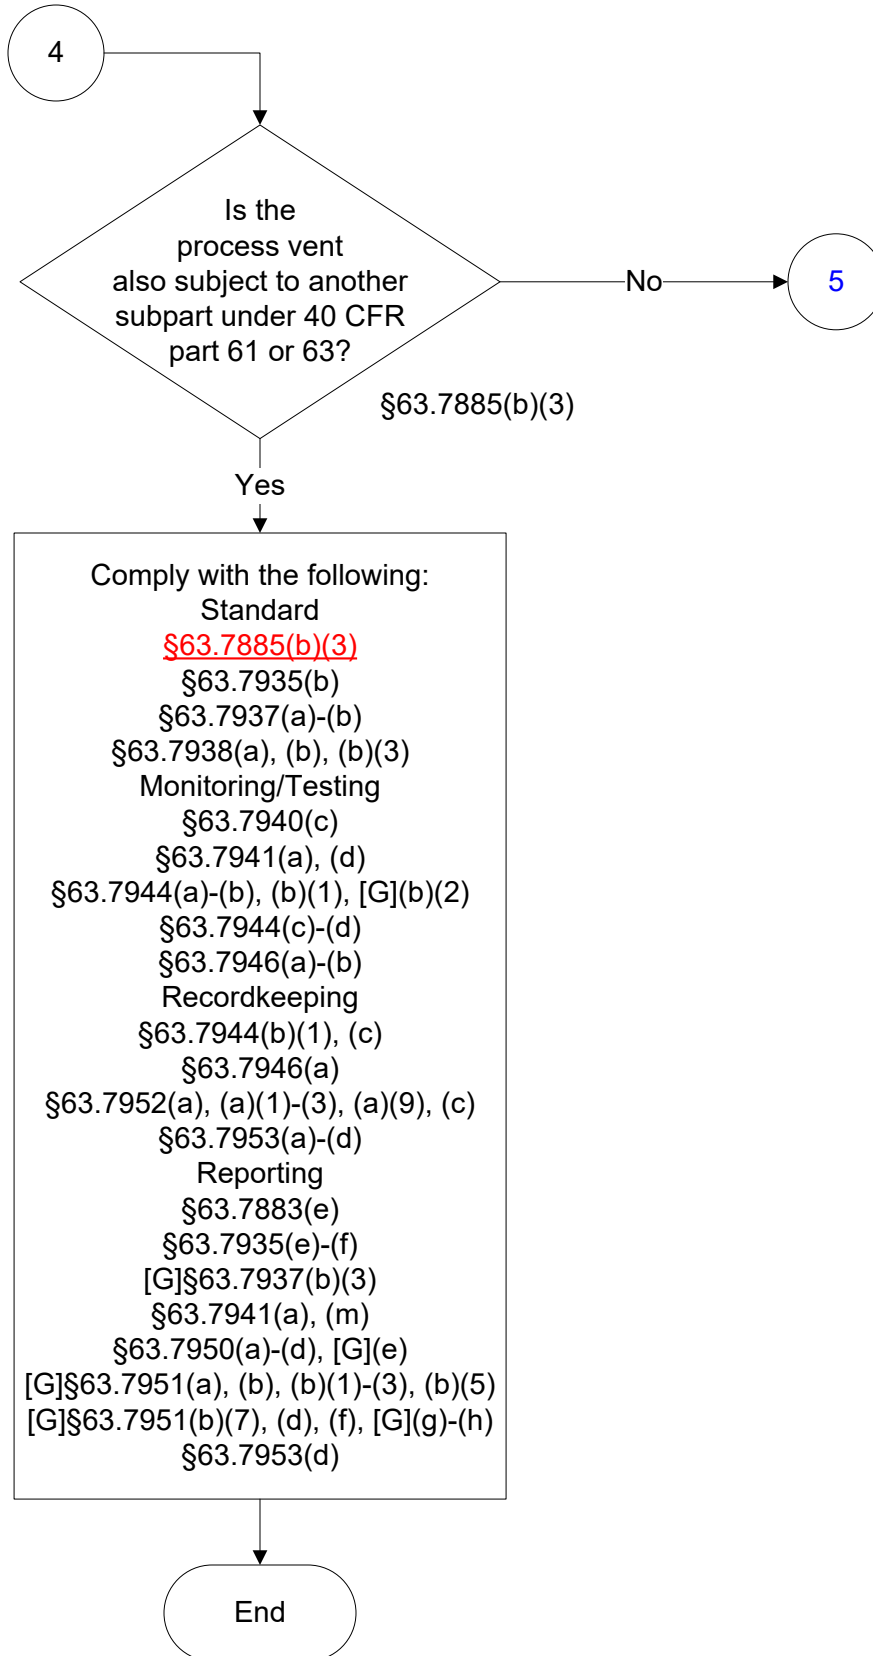 4
Is the
process vent
also subject to another
subpart under 40 CFR
part 61 or 63?
No
5
§63.7885(b)(3)
Yes
Comply with the following:
Standard
§63.7885(b)(3)
§63.7935(b)
§63.7937(a)-(b)
§63.7938(a), (b), (b)(3)
Monitoring/Testing
§63.7940(c)
§63.7941(a), (d)
§63.7944(a)-(b), (b)(1), [G](b)(2)
§63.7944(c)-(d)
§63.7946(a)-(b)
Recordkeeping
§63.7944(b)(1), (c)
§63.7946(a)
§63.7952(a), (a)(1)-(3), (a)(9), (c)
§63.7953(a)-(d)
Reporting
§63.7883(e)
§63.7935(e)-(f)
[G]§63.7937(b)(3)
§63.7941(a), (m)
§63.7950(a)-(d), [G](e)
[G]§63.7951(a), (b), (b)(1)-(3), (b)(5)
[G]§63.7951(b)(7), (d), (f), [G](g)-(h)
§63.7953(d)
End